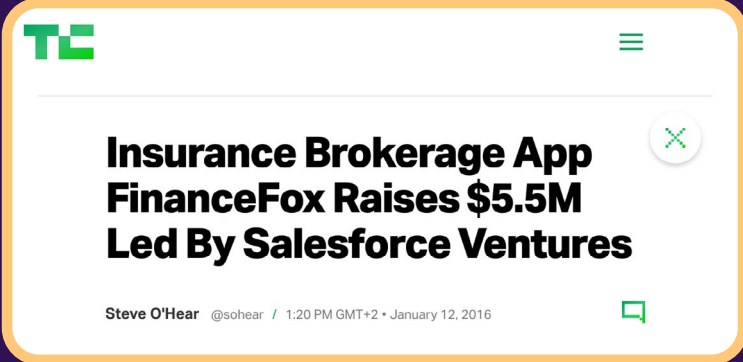 TC
Insurance Brokerage App
FinanceFox Raises $5.5M
Led By Salesforce Ventures
Steve O'Hear @sohear / 1:20 PM GMT+2 • January 12, 2016